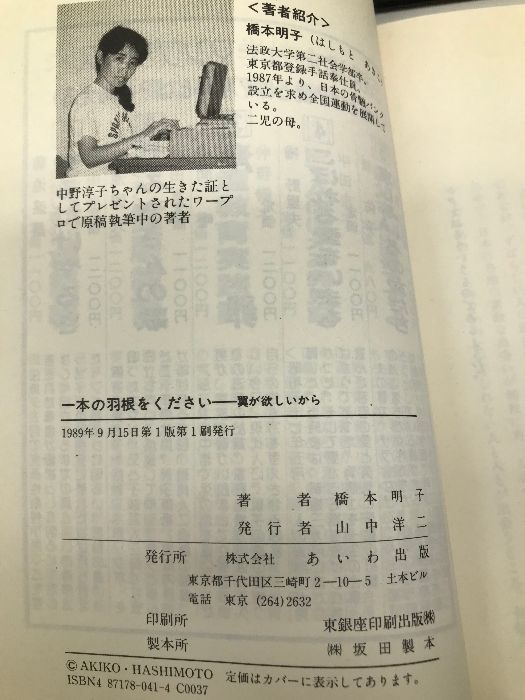 <著者紹介>
橋本明子(はしもと あきこ)
法政大学第二社会学部卒。
東京都登録手話奉仕員。
1987年より、日本の骨髄バンク
設立を求め全国運動を展開して
いる。
二児の母。
中野淳子ちゃんの生きた証と
してプレゼントされたワープ
ロで原稿執筆中の著者
一本の羽根をください——翼が欲しいから
1989年9月15日第1版第1刷発行
著者 橋本明子
発行者 山中洋二
発行所 株式会社 あいわ出版
東京都千代田区三崎町2—10—5 土本ビル
電話 東京 (264)2632
印刷所 東銀座印刷出版㈱
製本所 ㈱坂田製本
©AKIKO・HASHIMOTO
ISBN4 87178-041-4 C0037
定価はカバーに表示してあります。